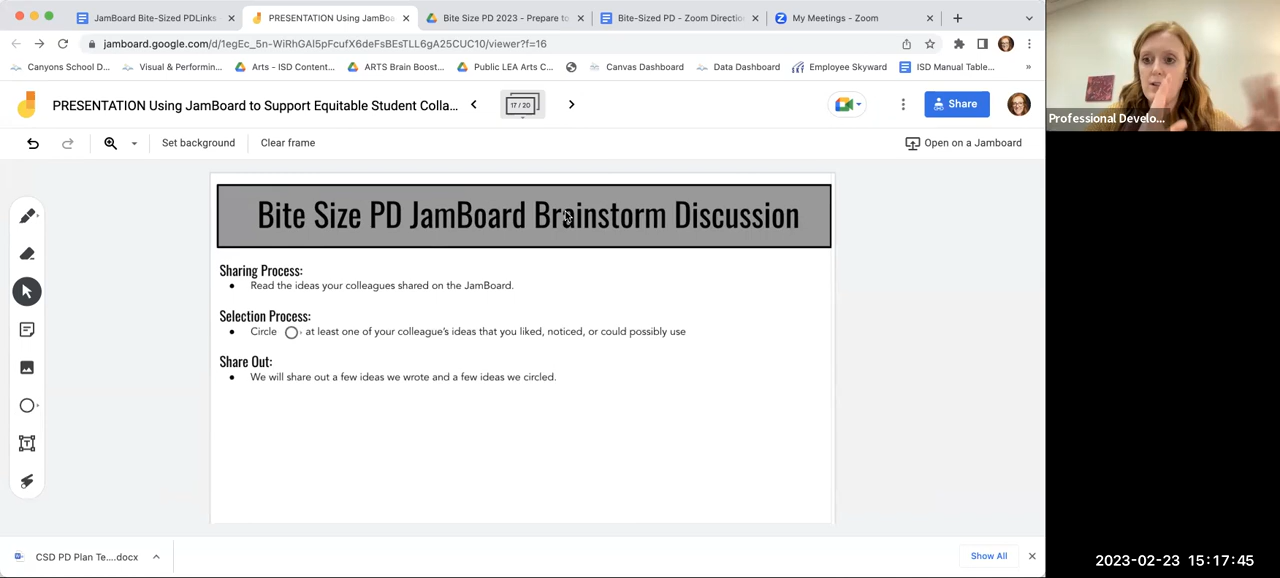 JamBoard Bite-Sized PDLinks
PRESENTATION Using JamBoa
Bite Size PD 2023 - Prepare to
Bite-Sized PD - Zoom Directio
My Meetings - Zoom
jamboard.google.com/d/1egEc_5n-WiRhGAl5pFcufX6deFsBEsTLL6gA25CUC10/viewer?f=16
Canyons School D...
Visual & Performin...
Arts - ISD Content...
ARTS Brain Boost...
Public LEA Arts C...
Canvas Dashboard
Data Dashboard
Employee Skyward
ISD Manual Table...
»
PRESENTATION Using JamBoard to Support Equitable Student Colla...
17 / 20
Share
Set background
Clear frame
Open on a Jamboard
Bite Size PD JamBoard Brainstorm Discussion
Sharing Process:
● Read the ideas your colleagues shared on the JamBoard.
Selection Process:
● Circle at least one of your colleague's ideas that you liked, noticed, or could possibly use
Share Out:
● We will share out a few ideas we wrote and a few ideas we circled.
CSD PD Plan Te....docx
Show All
Professional Develo...
2023-02-23 15:17:45